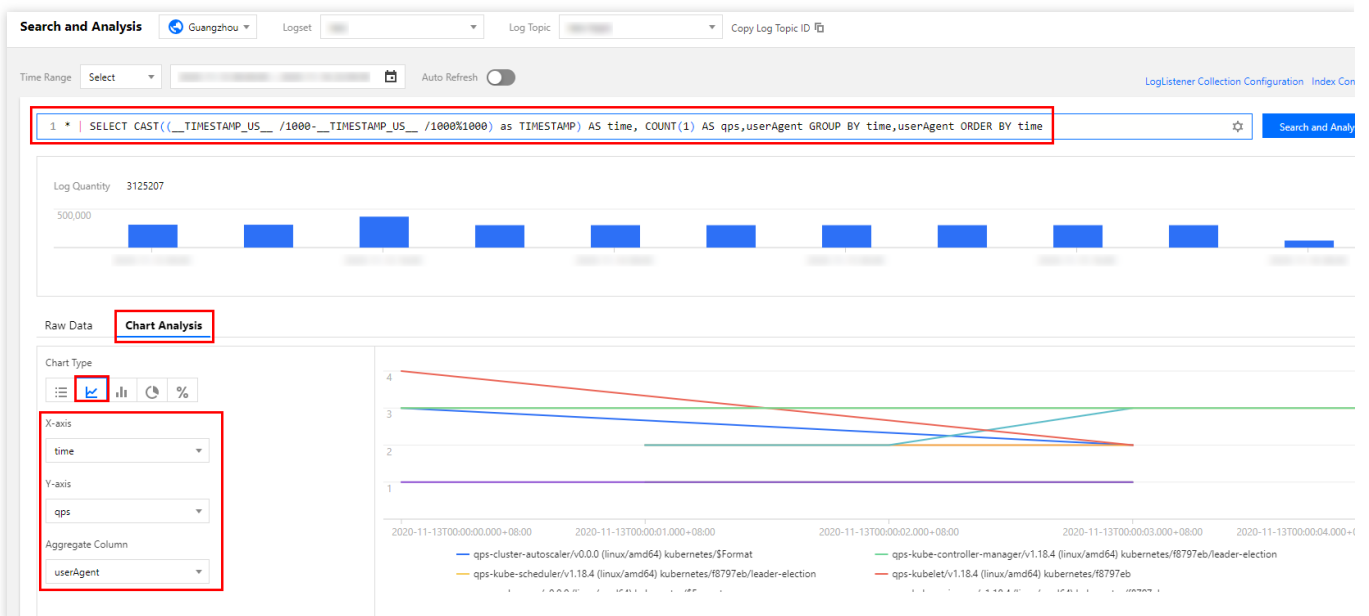 Search and Analysis Guangzhou Logset Log Topic Copy Log Topic ID
Time Range Select Auto Refresh
LogListener Collection Configuration Index Con
1 * | SELECT CAST((__TIMESTAMP_US__ /1000-__TIMESTAMP_US__ /1000%1000) as TIMESTAMP) AS time, COUNT(1) AS qps,userAgent GROUP BY time,userAgent ORDER BY time
Search and Analy
Log Quantity 3125207
500,000
Raw Data Chart Analysis
Chart Type
%
X-axis
time
Y-axis
qps
Aggregate Column
userAgent
4
3
2
1
2020-11-13T00:00:00.000+08:00 2020-11-13T00:00:01.000+08:00 2020-11-13T00:00:02.000+08:00 2020-11-13T00:00:03.000+08:00 2020-11-13T00:00:04.000+
qps-cluster-autoscaler/v0.0.0 (linux/amd64) kubernetes/$Format qps-kube-controller-manager/v1.18.4 (linux/amd64) kubernetes/f8797eb/leader-election
qps-kube-scheduler/v1.18.4 (linux/amd64) kubernetes/f8797eb/leader-election qps-kubelet/v1.18.4 (linux/amd64) kubernetes/f8797eb